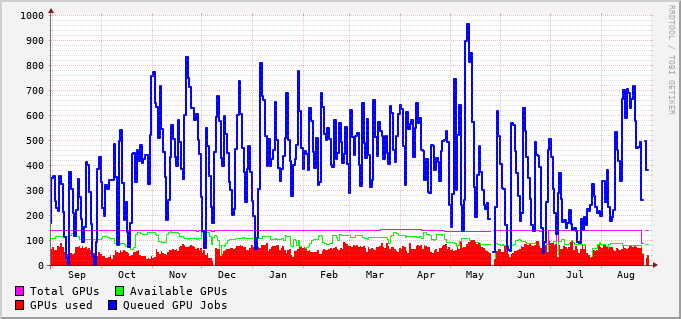 1000
900
800
700
600
500
400
300
200
100
0
Sep Oct Nov Dec Jan Feb Mar Apr May Jun Jul Aug
Total GPUs Available GPUs
GPUs used Queued GPU Jobs
RRDTOOL / TOBI OETIKER